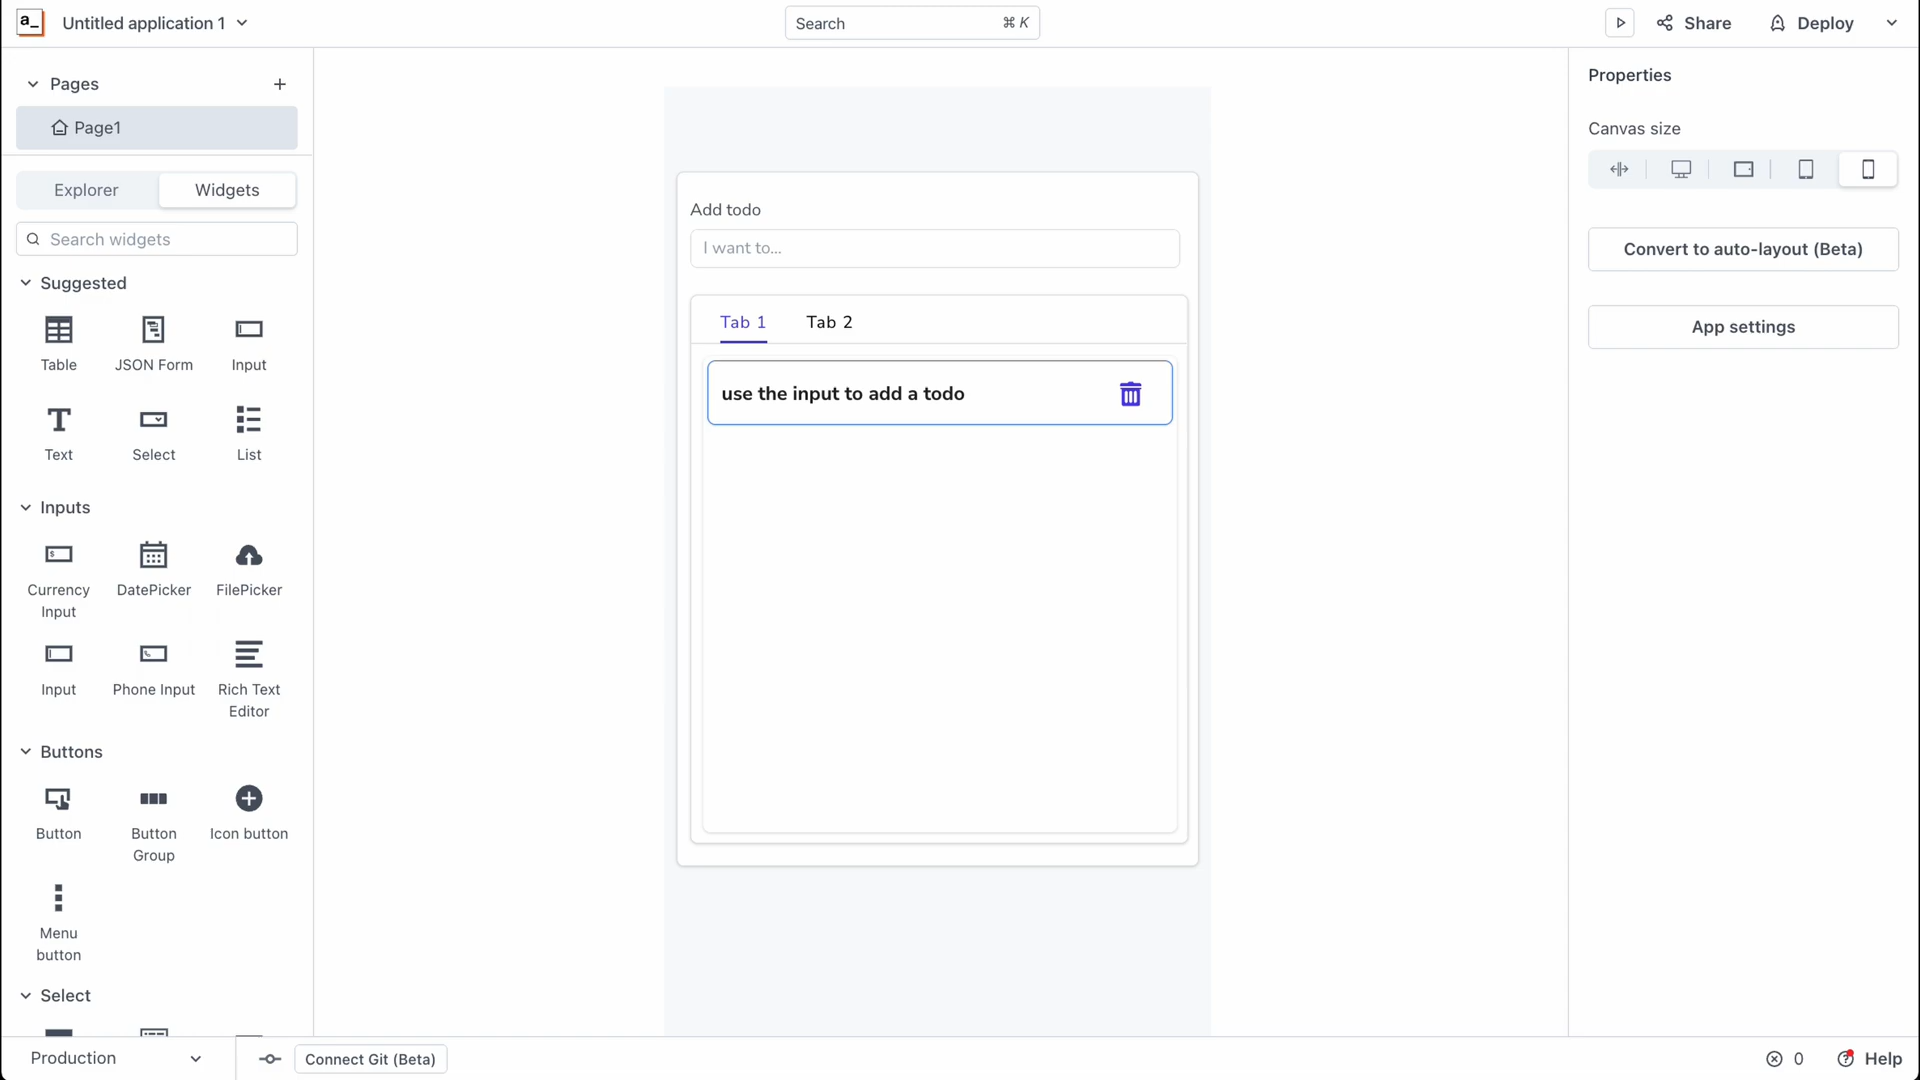 a_
Untitled application 1
Search
⌘ K
Share
Deploy
Pages
Page1
Explorer
Widgets
Search widgets
Suggested
Table
JSON Form
Input
Text
Select
List
Inputs
Currency
Input
DatePicker
FilePicker
Input
Phone Input
Rich Text
Editor
Buttons
Button
Button
Group
Icon button
Menu
button
Select
Production
Connect Git (Beta)
Add todo
I want to...
Tab 1
Tab 2
use the input to add a todo
Properties
Canvas size
Convert to auto-layout (Beta)
App settings
0
Help